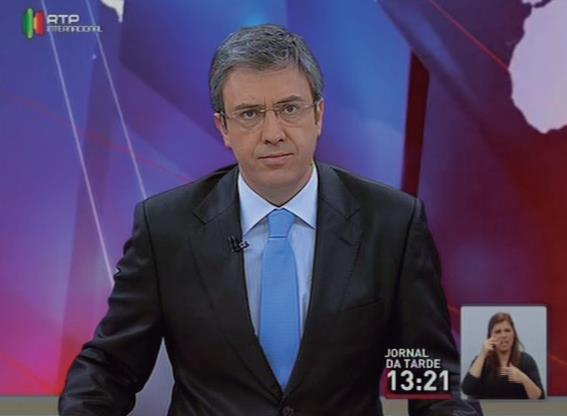 RTP
INTERNACIONAL
JORNAL
DA TARDE
13:21